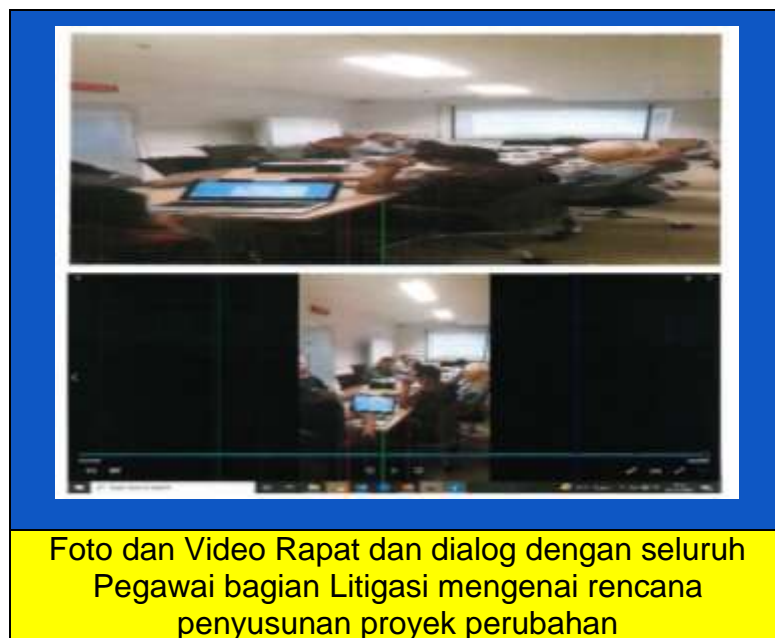 Foto dan Video Rapat dan dialog dengan seluruh
Pegawai bagian Litigasi mengenai rencana
penyusunan proyek perubahan